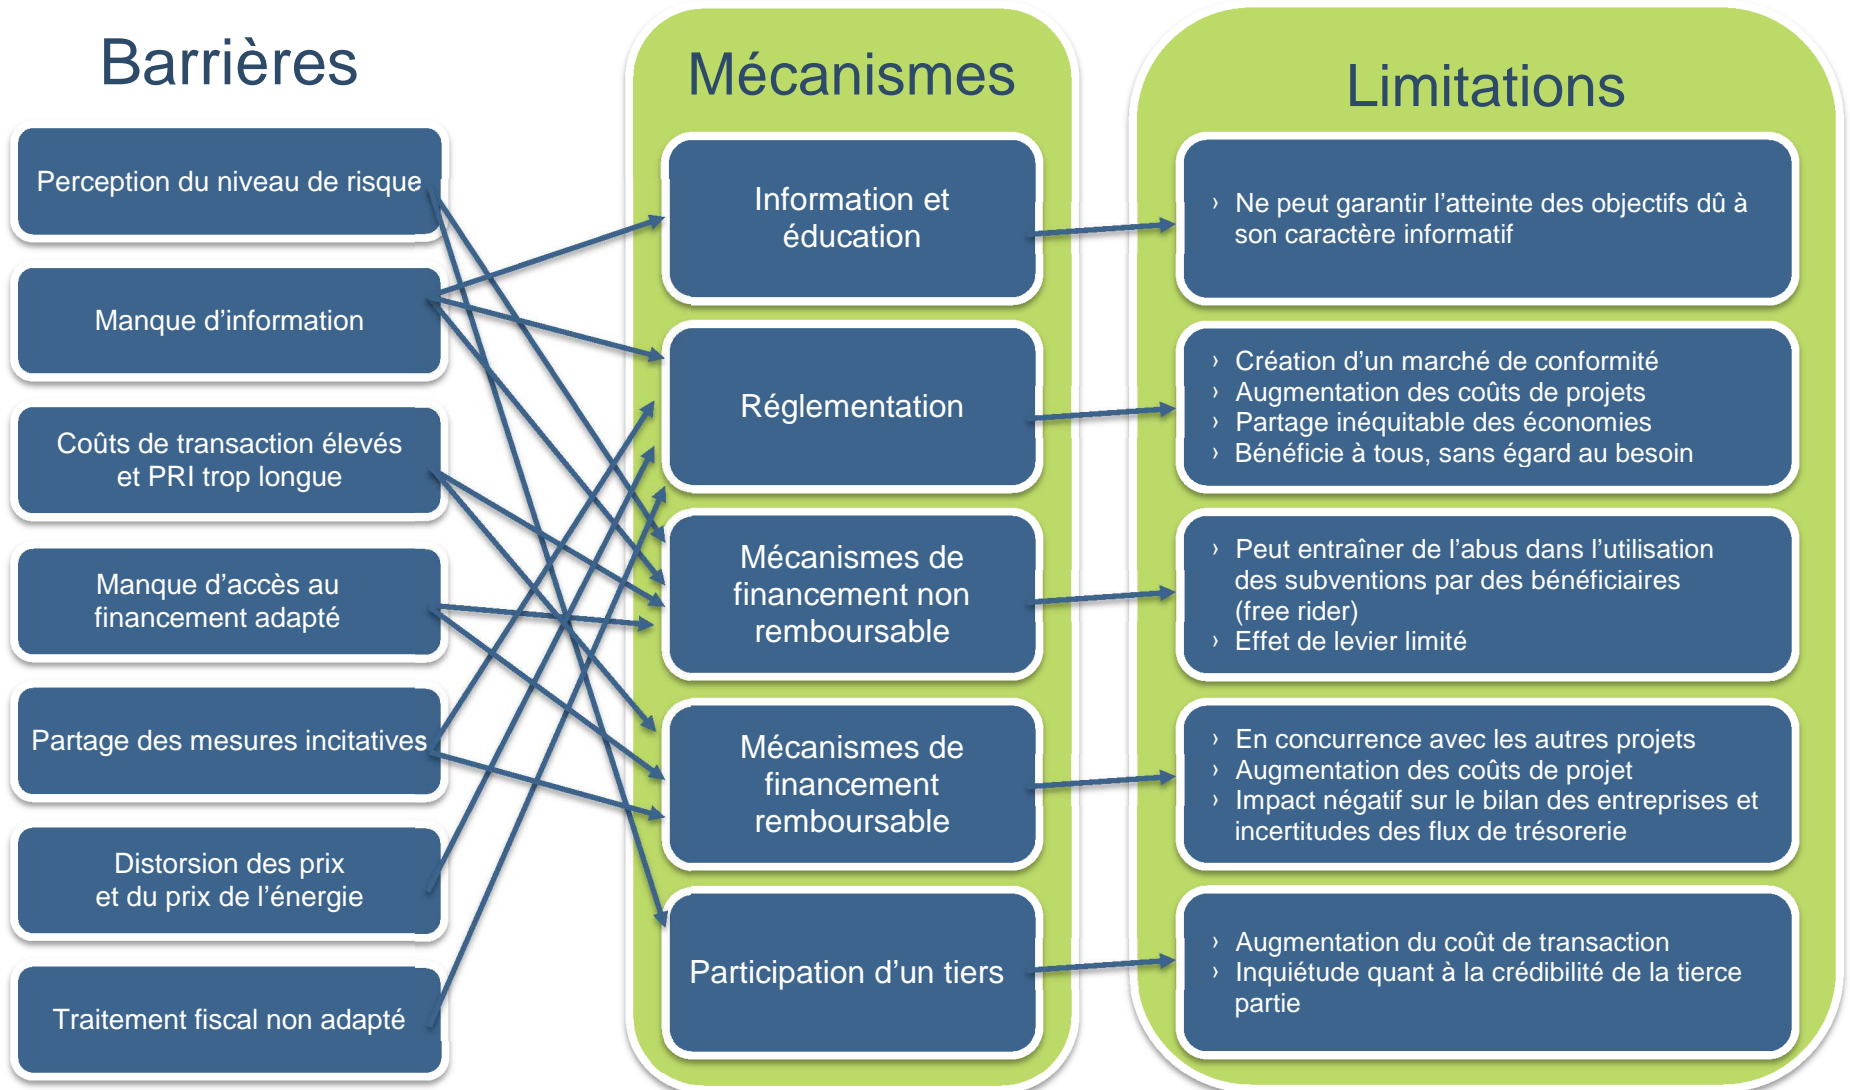 Barrières
Perception du niveau de risque
Manque d'information
Coûts de transaction élevés
et PRI trop longue
Manque d'accès au
financement adapté
Partage des mesures incitatives
Distorsion des prix
et du prix de l'énergie
Traitement fiscal non adapté
Mécanismes
Information et
éducation
Réglementation
Mécanismes de
financement non
remboursable
Mécanismes de
financement
remboursable
Participation d'un tiers
Limitations
› Ne peut garantir l'atteinte des objectifs dû à
son caractère informatif
› Création d'un marché de conformité
› Augmentation des coûts de projets
› Partage inéquitable des économies
› Bénéficie à tous, sans égard au besoin
› Peut entraîner de l'abus dans l'utilisation
des subventions par des bénéficiaires
(free rider)
› Effet de levier limité
› En concurrence avec les autres projets
› Augmentation des coûts de projet
› Impact négatif sur le bilan des entreprises et
incertitudes des flux de trésorerie
› Augmentation du coût de transaction
› Inquiétude quant à la crédibilité de la tierce
partie